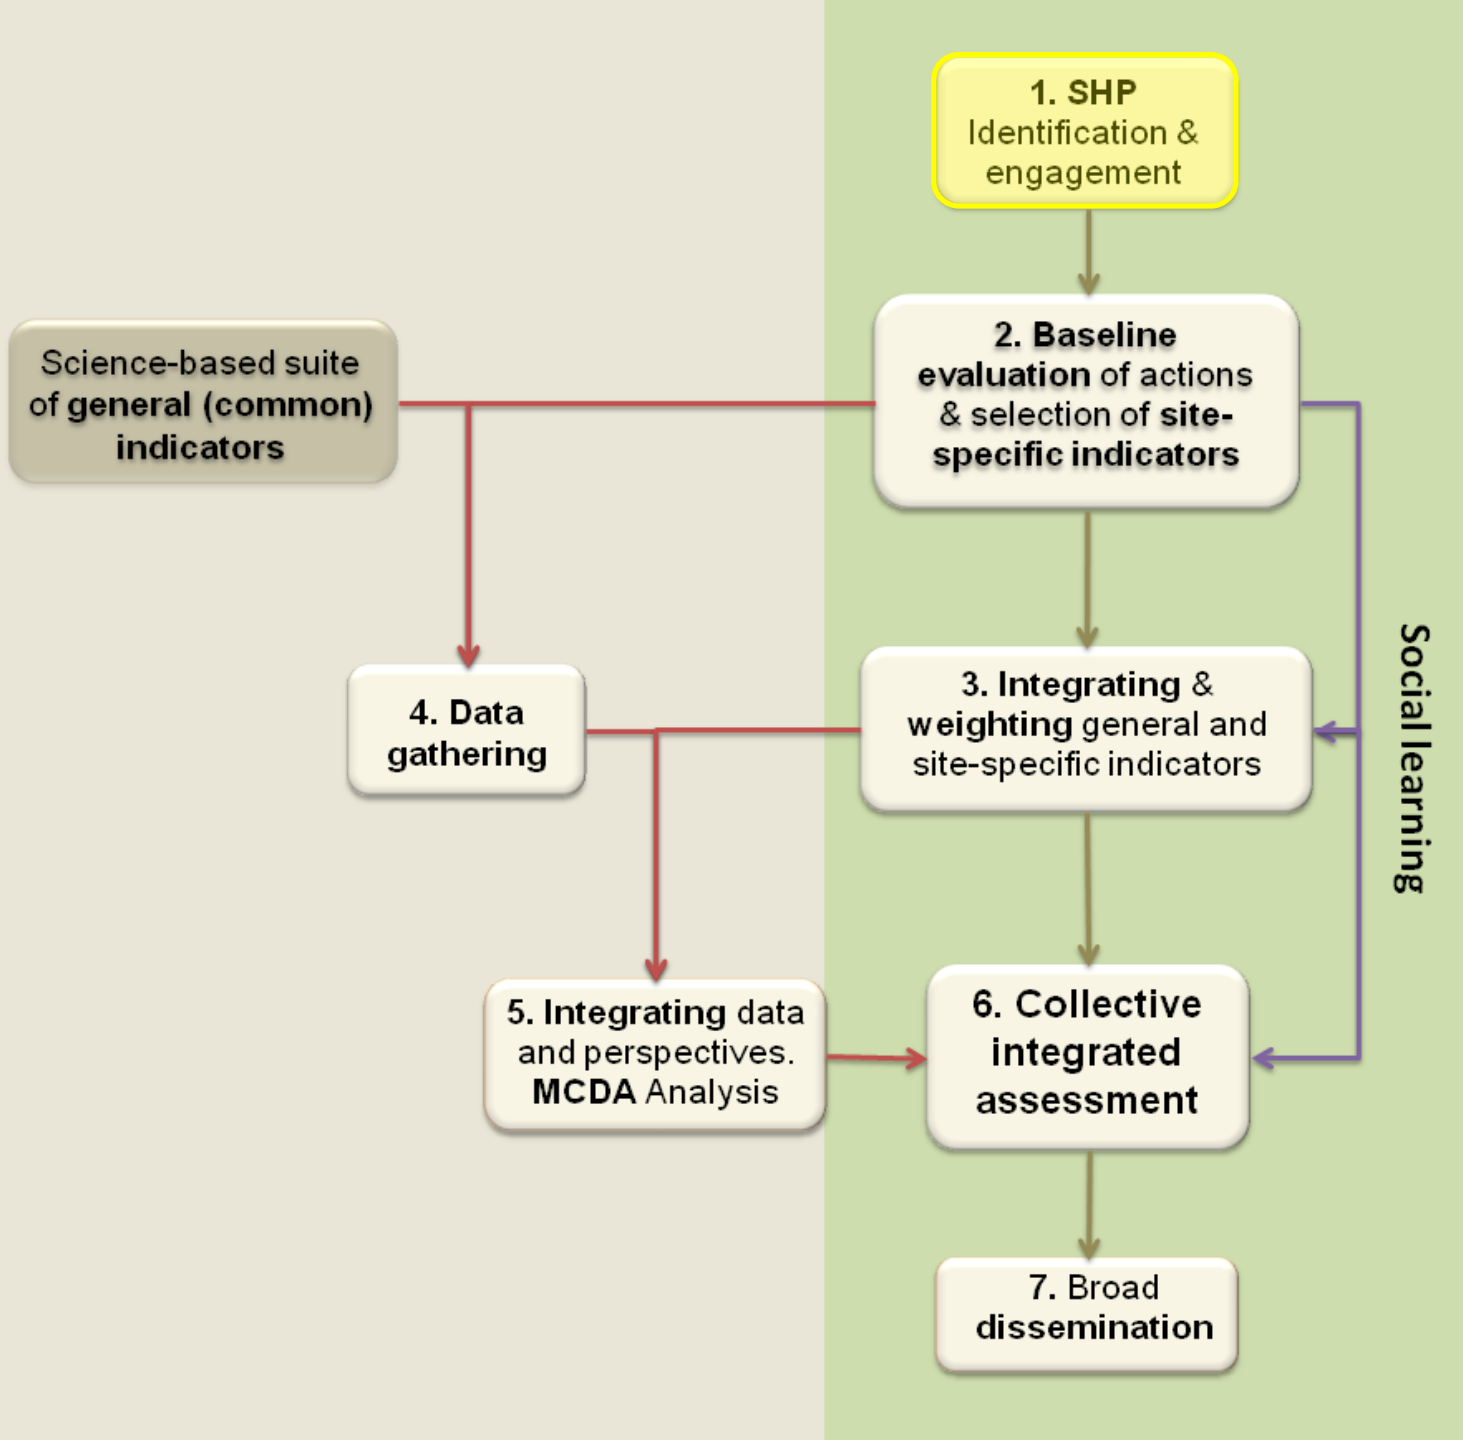 1. SHP
Identification &
engagement
2. Baseline
evaluation of actions
& selection of site-
specific indicators
Science-based suite
of general (common)
indicators
3. Integrating &
weighting general and
site-specific indicators
4. Data
gathering
Social learning
5. Integrating data
and perspectives.
MCDA Analysis
6. Collective
integrated
assessment
7. Broad
dissemination